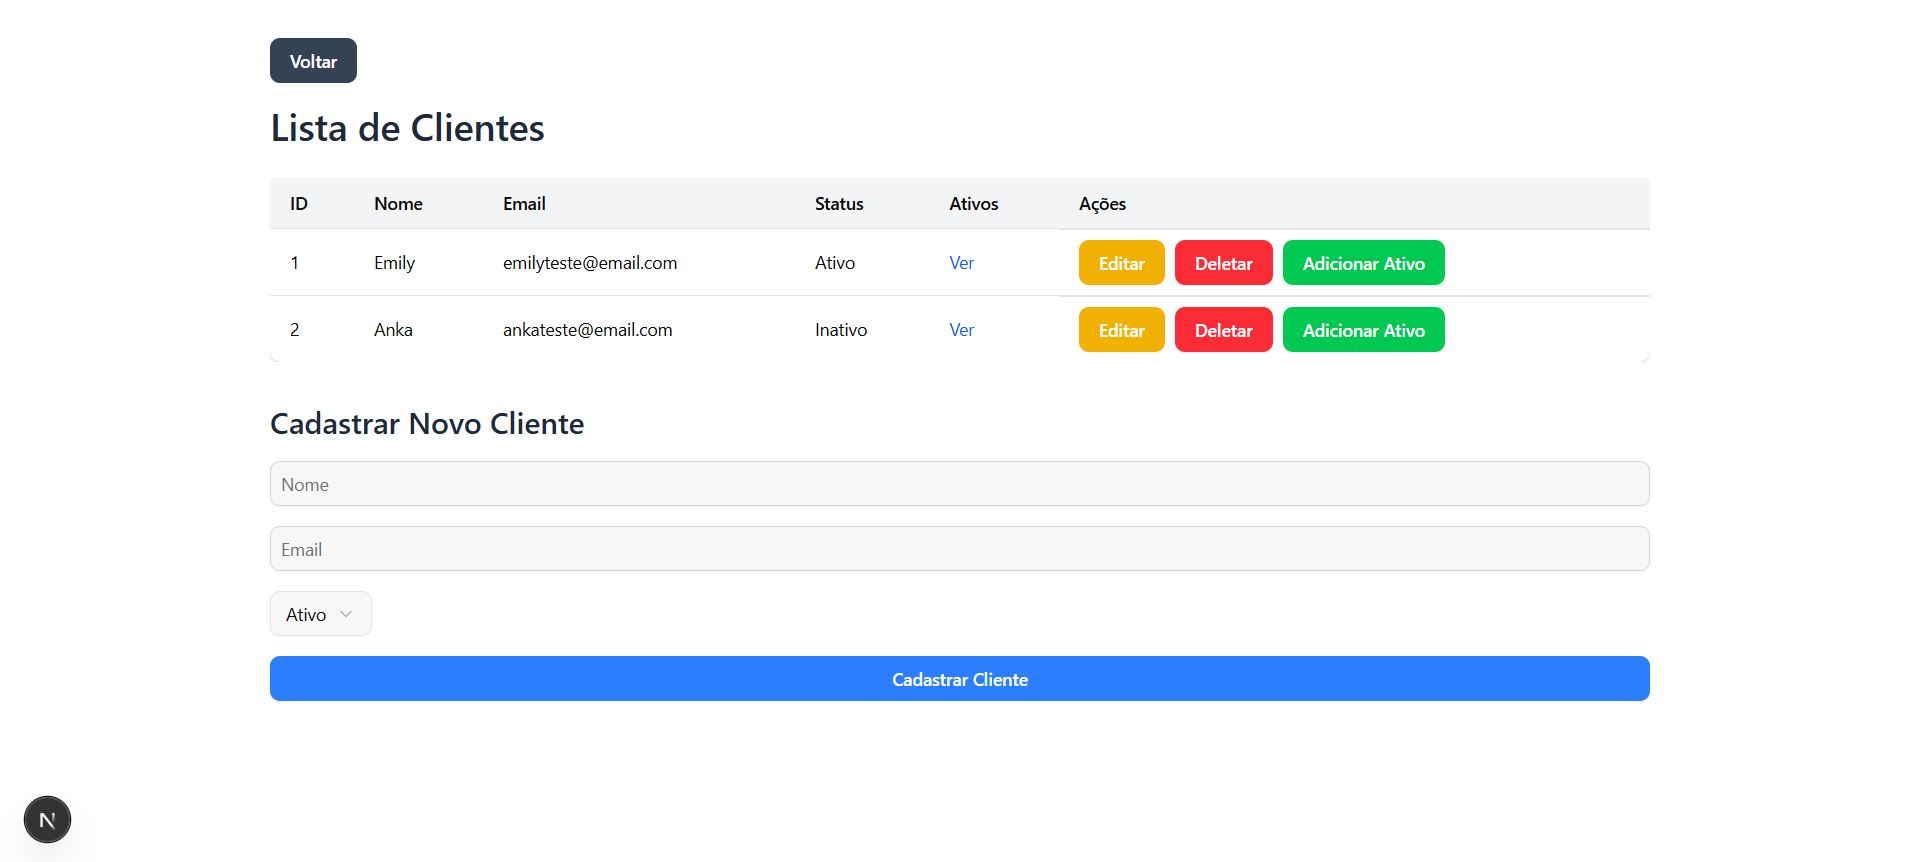 Voltar
Lista de Clientes
ID Nome Email Status Ativos Ações
1 Emily emilyteste@email.com Ativo Ver Editar Deletar Adicionar Ativo
2 Anka ankateste@email.com Inativo Ver Editar Deletar Adicionar Ativo
Cadastrar Novo Cliente
Nome
Email
Ativo
Cadastrar Cliente
N